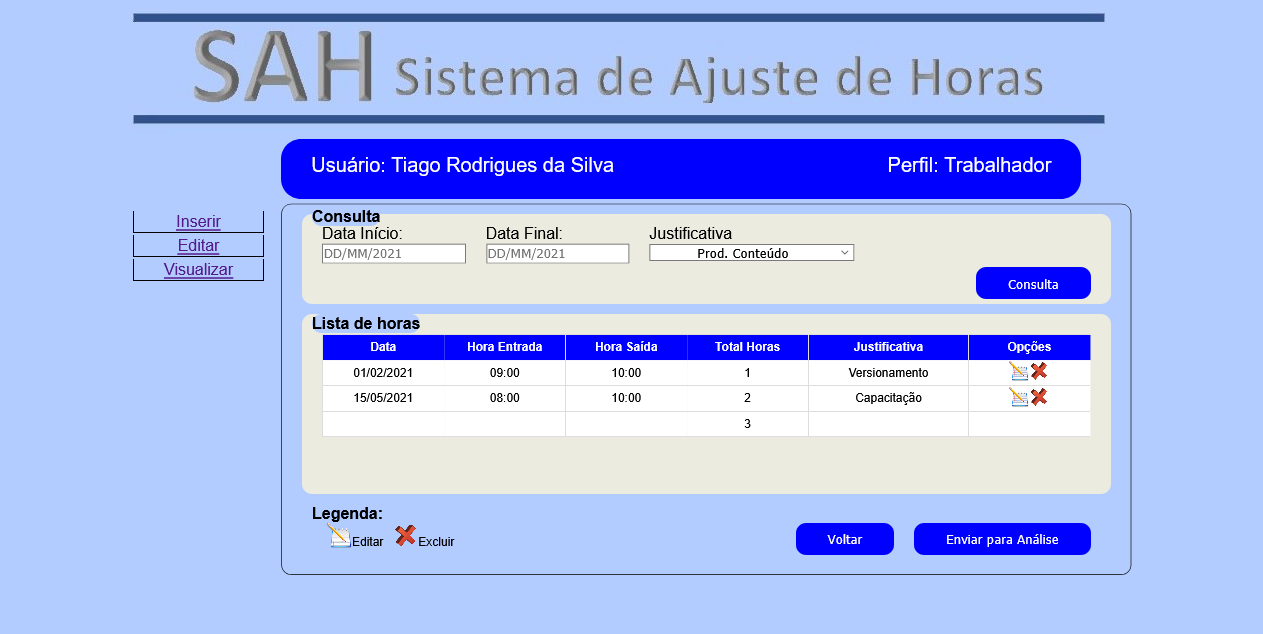 SAH Sistema de Ajuste de Horas
Usuário: Tiago Rodrigues da Silva Perfil: Trabalhador
Inserir
Editar
Visualizar
Consulta
Data Início: Data Final: Justificativa
DD/MM/2021 DD/MM/2021 Prod. Conteúdo
Consulta
Lista de horas
Data Hora Entrada Hora Saída Total Horas Justificativa Opções
01/02/2021 09:00 10:00 1 Versionamento
15/05/2021 08:00 10:00 2 Capacitação
3
Legenda:
Editar Excluir
Voltar Enviar para Análise